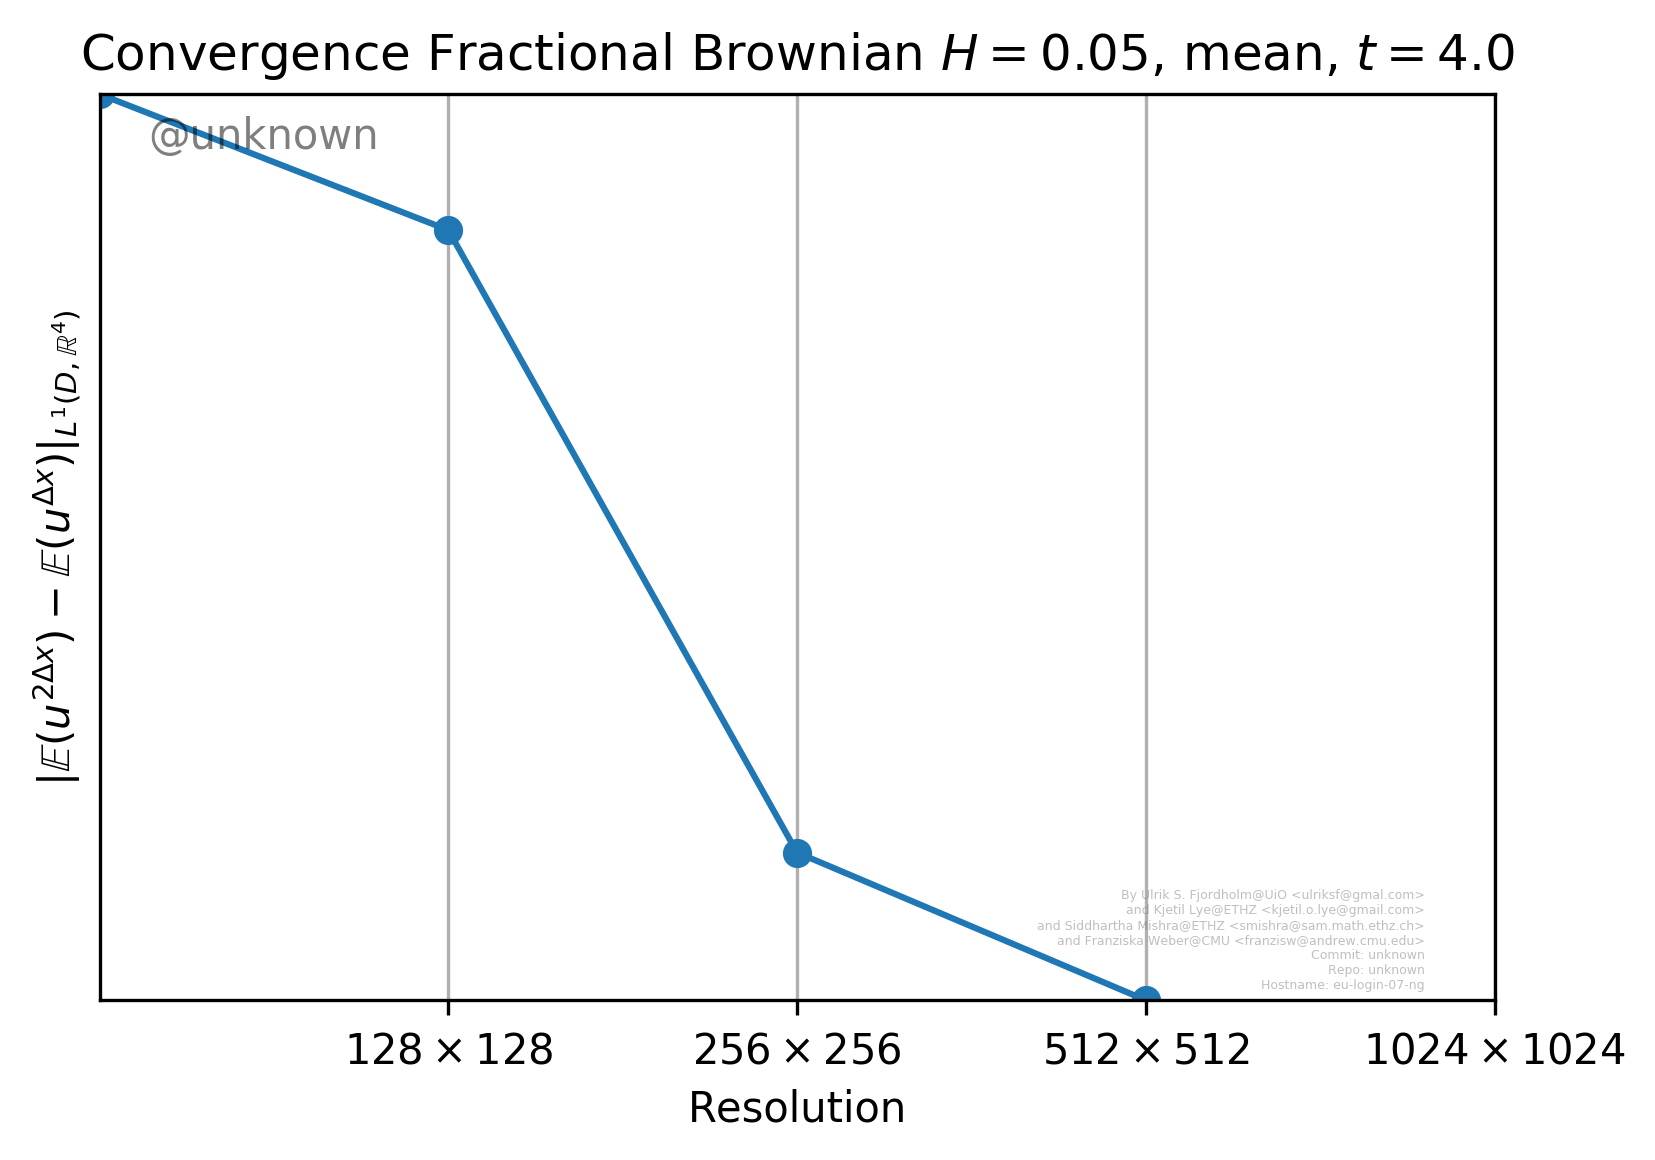 Convergence Fractional Brownian H = 0.05, mean, t = 4.0
@unknown
|𝔼(u^{2Δx}) − 𝔼(u^{Δx})|_{L^1(D, ℝ^4)}
By Ulrik S. Fjordholm@UiO <ulriksf@gmal.com>
and Kjetil Lye@ETHZ <kjetil.o.lye@gmail.com>
and Siddhartha Mishra@ETHZ <smishra@sam.math.ethz.ch>
and Franziska Weber@CMU <franzisw@andrew.cmu.edu>
Commit: unknown
Repo: unknown
Hostname: eu-login-07-ng
128 × 128 256 × 256 512 × 512 1024 × 1024
Resolution